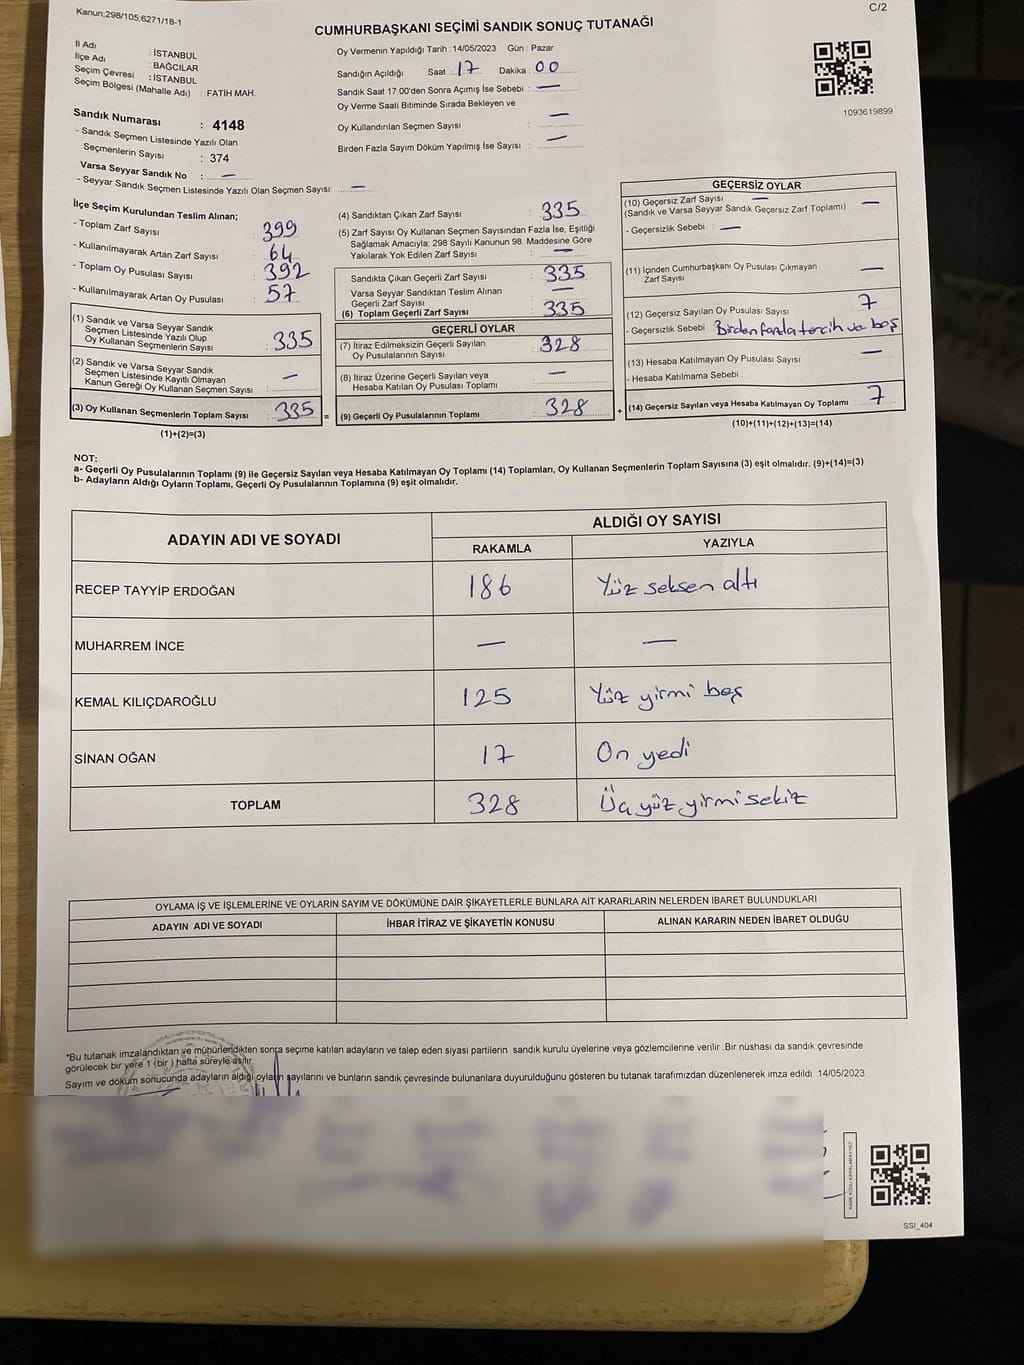 Kanun:298/105;6271/18-1
C/2
CUMHURBAŞKANI SEÇİMİ SANDIK SONUÇ TUTANAĞI
İl Adı : İSTANBUL
İlçe Adı : BAĞCILAR
Seçim Çevresi : İSTANBUL
Seçim Bölgesi (Mahalle Adı) : FATİH MAH.
Sandık Numarası : 4148
- Sandık Seçmen Listesinde Yazılı Olan
Seçmenlerin Sayısı : 374
Varsa Seyyar Sandık No : —
- Seyyar Sandık Seçmen Listesinde Yazılı Olan Seçmen Sayısı: —
Oy Vermenin Yapıldığı Tarih : 14/05/2023 Gün : Pazar
Sandığın Açıldığı Saat : 17 Dakika : 00
Sandık Saat 17.00'den Sonra Açımış İse Sebebi : —
Oy Verme Saati Bitiminde Sırada Bekleyen ve
Oy Kullandırılan Seçmen Sayısı : —
Birden Fazla Sayım Döküm Yapılmış İse Sayısı : —
1093619899
İlçe Seçim Kurulundan Teslim Alınan;
- Toplam Zarf Sayısı : 399
- Kullanılmayarak Artan Zarf Sayısı : 64
- Toplam Oy Pusulası Sayısı : 392
- Kullanılmayarak Artan Oy Pusulası : 57
(1) Sandık ve Varsa Seyyar Sandık
Seçmen Listesinde Yazılı Olup
Oy Kullanan Seçmenlerin Sayısı : 335
(2) Sandık ve Varsa Seyyar Sandık
Seçmen Listesinde Kayıtlı Olmayan
Kanun Gereği Oy Kullanan Seçmen Sayısı : —
(3) Oy Kullanan Seçmenlerin Toplam Sayısı : 335 =
(1)+(2)=(3)
(4) Sandıktan Çıkan Zarf Sayısı : 335
(5) Zarf Sayısı Oy Kullanan Seçmen Sayısından Fazla İse, Eşitliği
Sağlamak Amacıyla; 298 Sayılı Kanunun 98. Maddesine Göre
Yakılarak Yok Edilen Zarf Sayısı : —
Sandıkta Çıkan Geçerli Zarf Sayısı : 335
Varsa Seyyar Sandıktan Teslim Alınan
Geçerli Zarf Sayısı : —
(6) Toplam Geçerli Zarf Sayısı : 335
GEÇERLİ OYLAR
(7) İtiraz Edilmeksizin Geçerli Sayılan
Oy Pusulalarının Sayısı : 328
(8) İtiraz Üzerine Geçerli Sayılan veya
Hesaba Katılan Oy Pusulası Toplamı : —
(9) Geçerli Oy Pusulalarının Toplamı : 328 +
GEÇERSİZ OYLAR
(10) Geçersiz Zarf Sayısı —
(Sandık ve Varsa Seyyar Sandık Geçersiz Zarf Toplamı) : —
- Geçersizlik Sebebi : —
(11) İçinden Cumhurbaşkanı Oy Pusulası Çıkmayan
Zarf Sayısı : —
(12) Geçersiz Sayılan Oy Pusulası Sayısı : 7
- Geçersizlik Sebebi : Birden fazla tercih ve boş
(13) Hesaba Katılmayan Oy Pusulası Sayısı : —
- Hesaba Katılmama Sebebi :
(14) Geçersiz Sayılan veya Hesaba Katılmayan Oy Toplamı : 7
(10)+(11)+(12)+(13)=(14)
NOT:
a- Geçerli Oy Pusulalarının Toplamı (9) ile Geçersiz Sayılan veya Hesaba Katılmayan Oy Toplamı (14) Toplamları, Oy Kullanan Seçmenlerin Toplam Sayısına (3) eşit olmalıdır. (9)+(14)=(3)
b- Adayların Aldığı Oyların Toplamı, Geçerli Oy Pusulalarının Toplamına (9) eşit olmalıdır.
ADAYIN ADI VE SOYADI ALDIĞI OY SAYISI
RAKAMLA YAZIYLA
RECEP TAYYİP ERDOĞAN 186 Yüz seksen altı
MUHARREM İNCE — —
KEMAL KILIÇDAROĞLU 125 Yüz yirmi beş
SİNAN OĞAN 17 On yedi
TOPLAM 328 Üç yüz yirmi sekiz
OYLAMA İŞ VE İŞLEMLERİNE VE OYLARIN SAYIM VE DÖKÜMÜNE DAİR ŞİKAYETLERLE BUNLARA AİT KARARLARIN NELERDEN İBARET BULUNDUKLARI
ADAYIN ADI VE SOYADI İHBAR İTİRAZ VE ŞİKAYETİN KONUSU ALINAN KARARIN NEDEN İBARET OLDUĞU
*Bu tutanak imzalandıktan ve mühürlendikten sonra seçime katılan adayların ve talep eden siyasi partilerin sandık kurulu üyelerine veya gözlemcilerine verilir. Bir nüshası da sandık çevresinde
görülecek bir yere 1 (bir) hafta süreyle asılır.
Sayım ve döküm sonucunda adayların aldığı oyların sayılarını ve bunların sandık çevresinde bulunanlara duyurulduğunu gösteren bu tutanak tarafımızdan düzenlenerek imza edildi. 14/05/2023
SSI_404